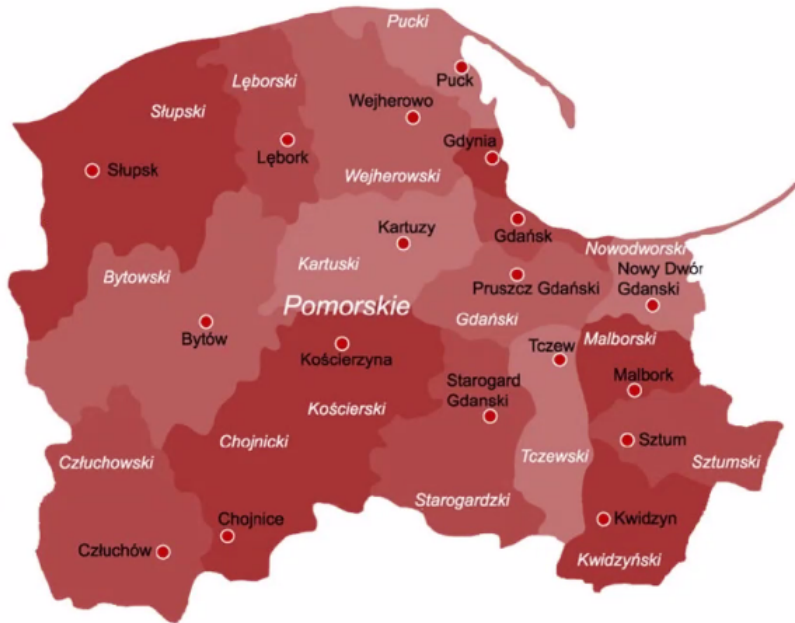 Pucki
Puck
Lęborski
Słupski
Wejherowo
Gdynia
Lębork
Słupsk
Wejherowski
Kartuzy
Gdańsk
Nowodworski
Kartuski
Bytowski
Nowy Dwór
Gdanski
Pruszcz Gdański
Pomorskie
Gdański
Bytów
Tczew
Malborski
Kościerzyna
Malbork
Starogard
Gdanski
Kościerski
Chojnicki
Sztum
Człuchowski
Tczewski
Sztumski
Starogardzki
Chojnice
Kwidzyn
Człuchów
Kwidzyński